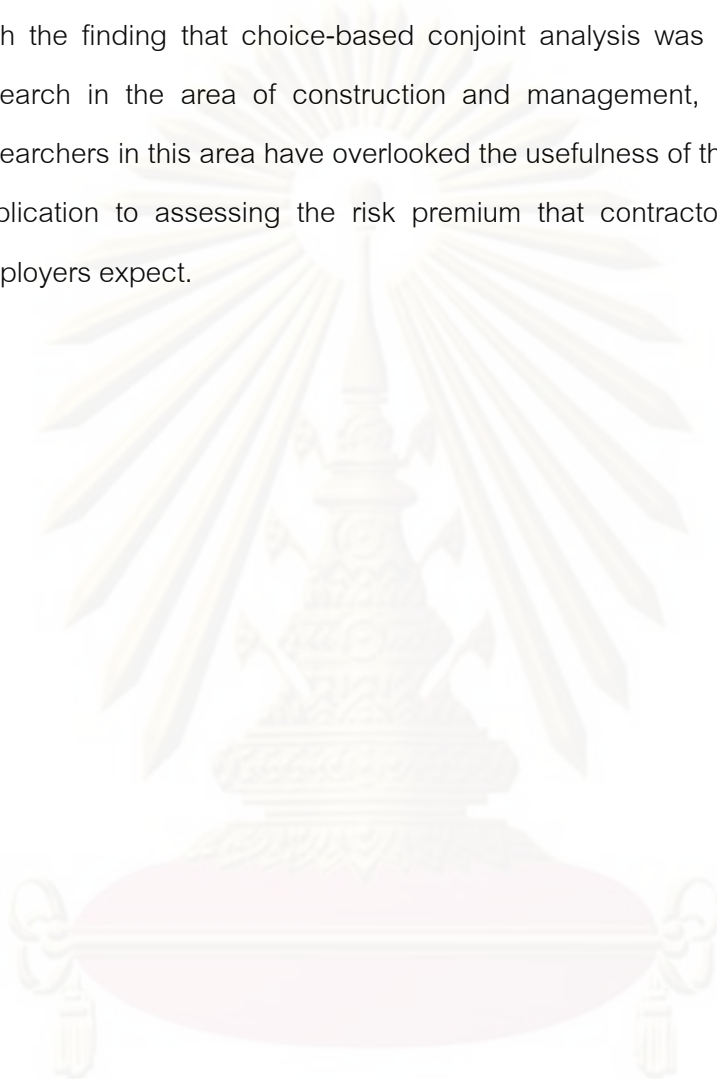 h the finding that choice-based conjoint analysis was
earch in the area of construction and management,
earchers in this area have overlooked the usefulness of th
plication to assessing the risk premium that contracto
ployers expect.